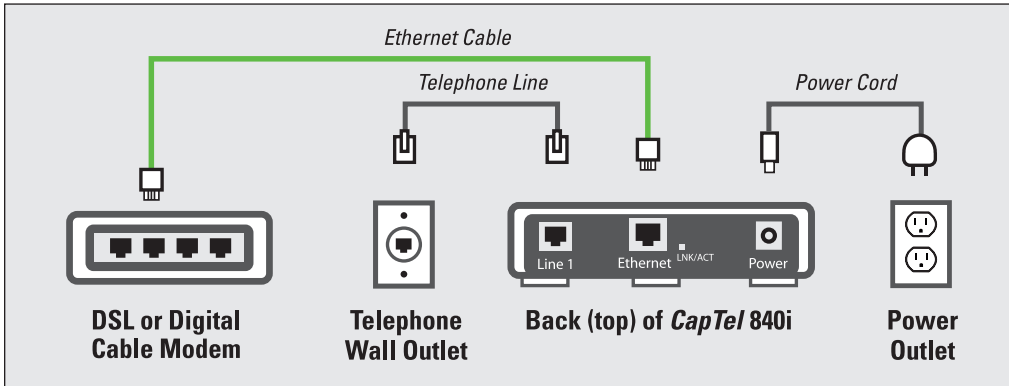 Ethernet Cable
Telephone Line
Power Cord
Line 1
Ethernet
LNK/ACT
Power
DSL or Digital
Cable Modem
Telephone
Wall Outlet
Back (top) of CapTel 840i
Power
Outlet